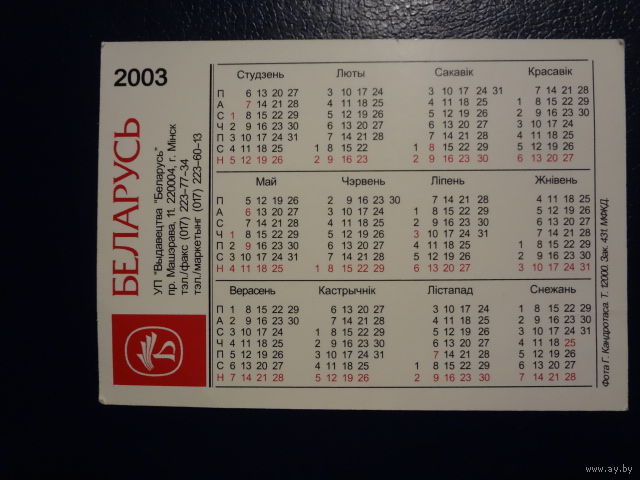 2003
БЕЛАРУСЬ
УП "Выдавецтва "Беларусь"
пр. Машэрава, 11, 220004, г. Мінск
тэл./факс (017) 223-77-34
тэл/маркетынг (017) 223-60-13
Студзень Люты Сакавік Красавік
П 6 13 20 27 3 10 17 24 3 10 17 24 31 7 14 21 28
А 7 14 21 28 4 11 18 25 4 11 18 25 1 8 15 22 29
С 1 8 15 22 29 5 12 19 26 5 12 19 26 2 9 16 23 30
Ч 2 9 16 23 30 6 13 20 27 6 13 20 27 3 10 17 24
П 3 10 17 24 31 7 14 21 28 7 14 21 28 4 11 18 25
С 4 11 18 25 1 8 15 22 1 8 15 22 29 5 12 19 26
Н 5 12 19 26 2 9 16 23 2 9 16 23 30 6 13 20 27
Май Чэрвень Ліпень Жнівень
П 5 12 19 26 2 9 16 23 30 7 14 21 28 4 11 18 25
А 6 13 20 27 3 10 17 24 1 8 15 22 29 5 12 19 26
С 7 14 21 28 4 11 18 25 2 9 16 23 30 6 13 20 27
Ч 1 8 15 22 29 5 12 19 26 3 10 17 24 31 7 14 21 28
П 2 9 16 23 30 6 13 20 27 4 11 18 25 1 8 15 22 29
С 3 10 17 24 31 7 14 21 28 5 12 19 26 2 9 16 23 30
Н 4 11 18 25 1 8 15 22 29 6 13 20 27 3 10 17 24 31
Верасень Кастрычнік Лістапад Снежань
П 1 8 15 22 29 6 13 20 27 3 10 17 24 1 8 15 22 29
А 2 9 16 23 30 7 14 21 28 4 11 18 25 2 9 16 23 30
С 3 10 17 24 1 8 15 22 29 5 12 19 26 3 10 17 24 31
Ч 4 11 18 25 2 9 16 23 30 6 13 20 27 4 11 18 25
П 5 12 19 26 3 10 17 24 31 7 14 21 28 5 12 19 26
С 6 13 20 27 4 11 18 25 1 8 15 22 29 6 13 20 27
Н 7 14 21 28 5 12 19 26 2 9 16 23 30 7 14 21 28
Фота Г. Кандротаса. Т. 12000. Зак. 431. МФКД.
www.ay.by